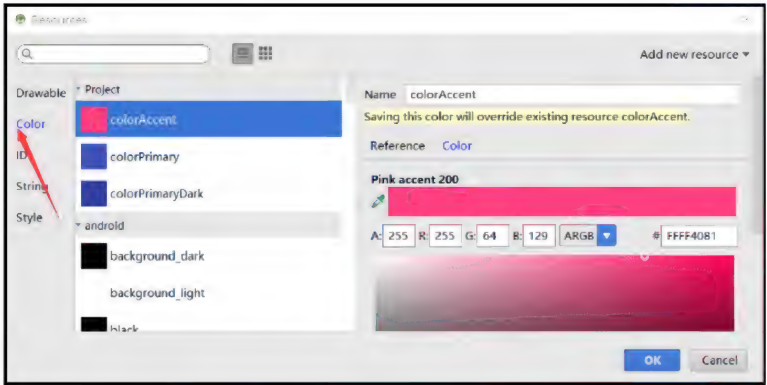 Resources
Add new resource
Drawable
Color
ID
String
Style
Project
colorAccent
colorPrimary
colorPrimaryDark
android
background_dark
background_light
black
Name colorAccent
Saving this color will override existing resource colorAccent.
Reference Color
Pink accent 200
A: 255 R: 255 G: 64 B: 129 ARGB # FFFF4081
OK Cancel